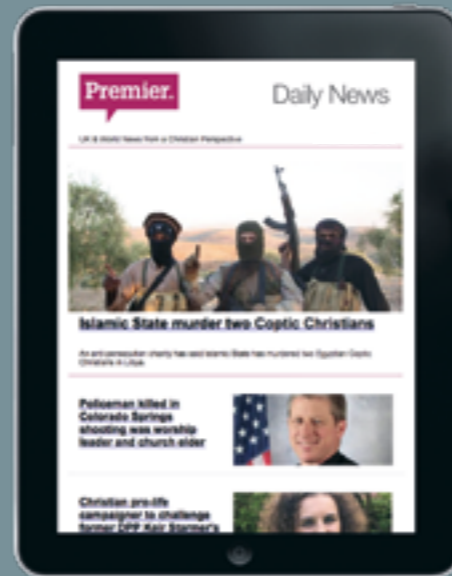 Premier.
Daily News
UK & World News from a Christian Perspective
Islamic State murder two Coptic Christians
An anti-persecution charity has said Islamic State has murdered two Egyptian Coptic
Christians in Libya.
Policeman killed in
Colorado Springs
shooting was worship
leader and church elder
Christian pro-life
campaigner to challenge
former DPP Keir Starmer's